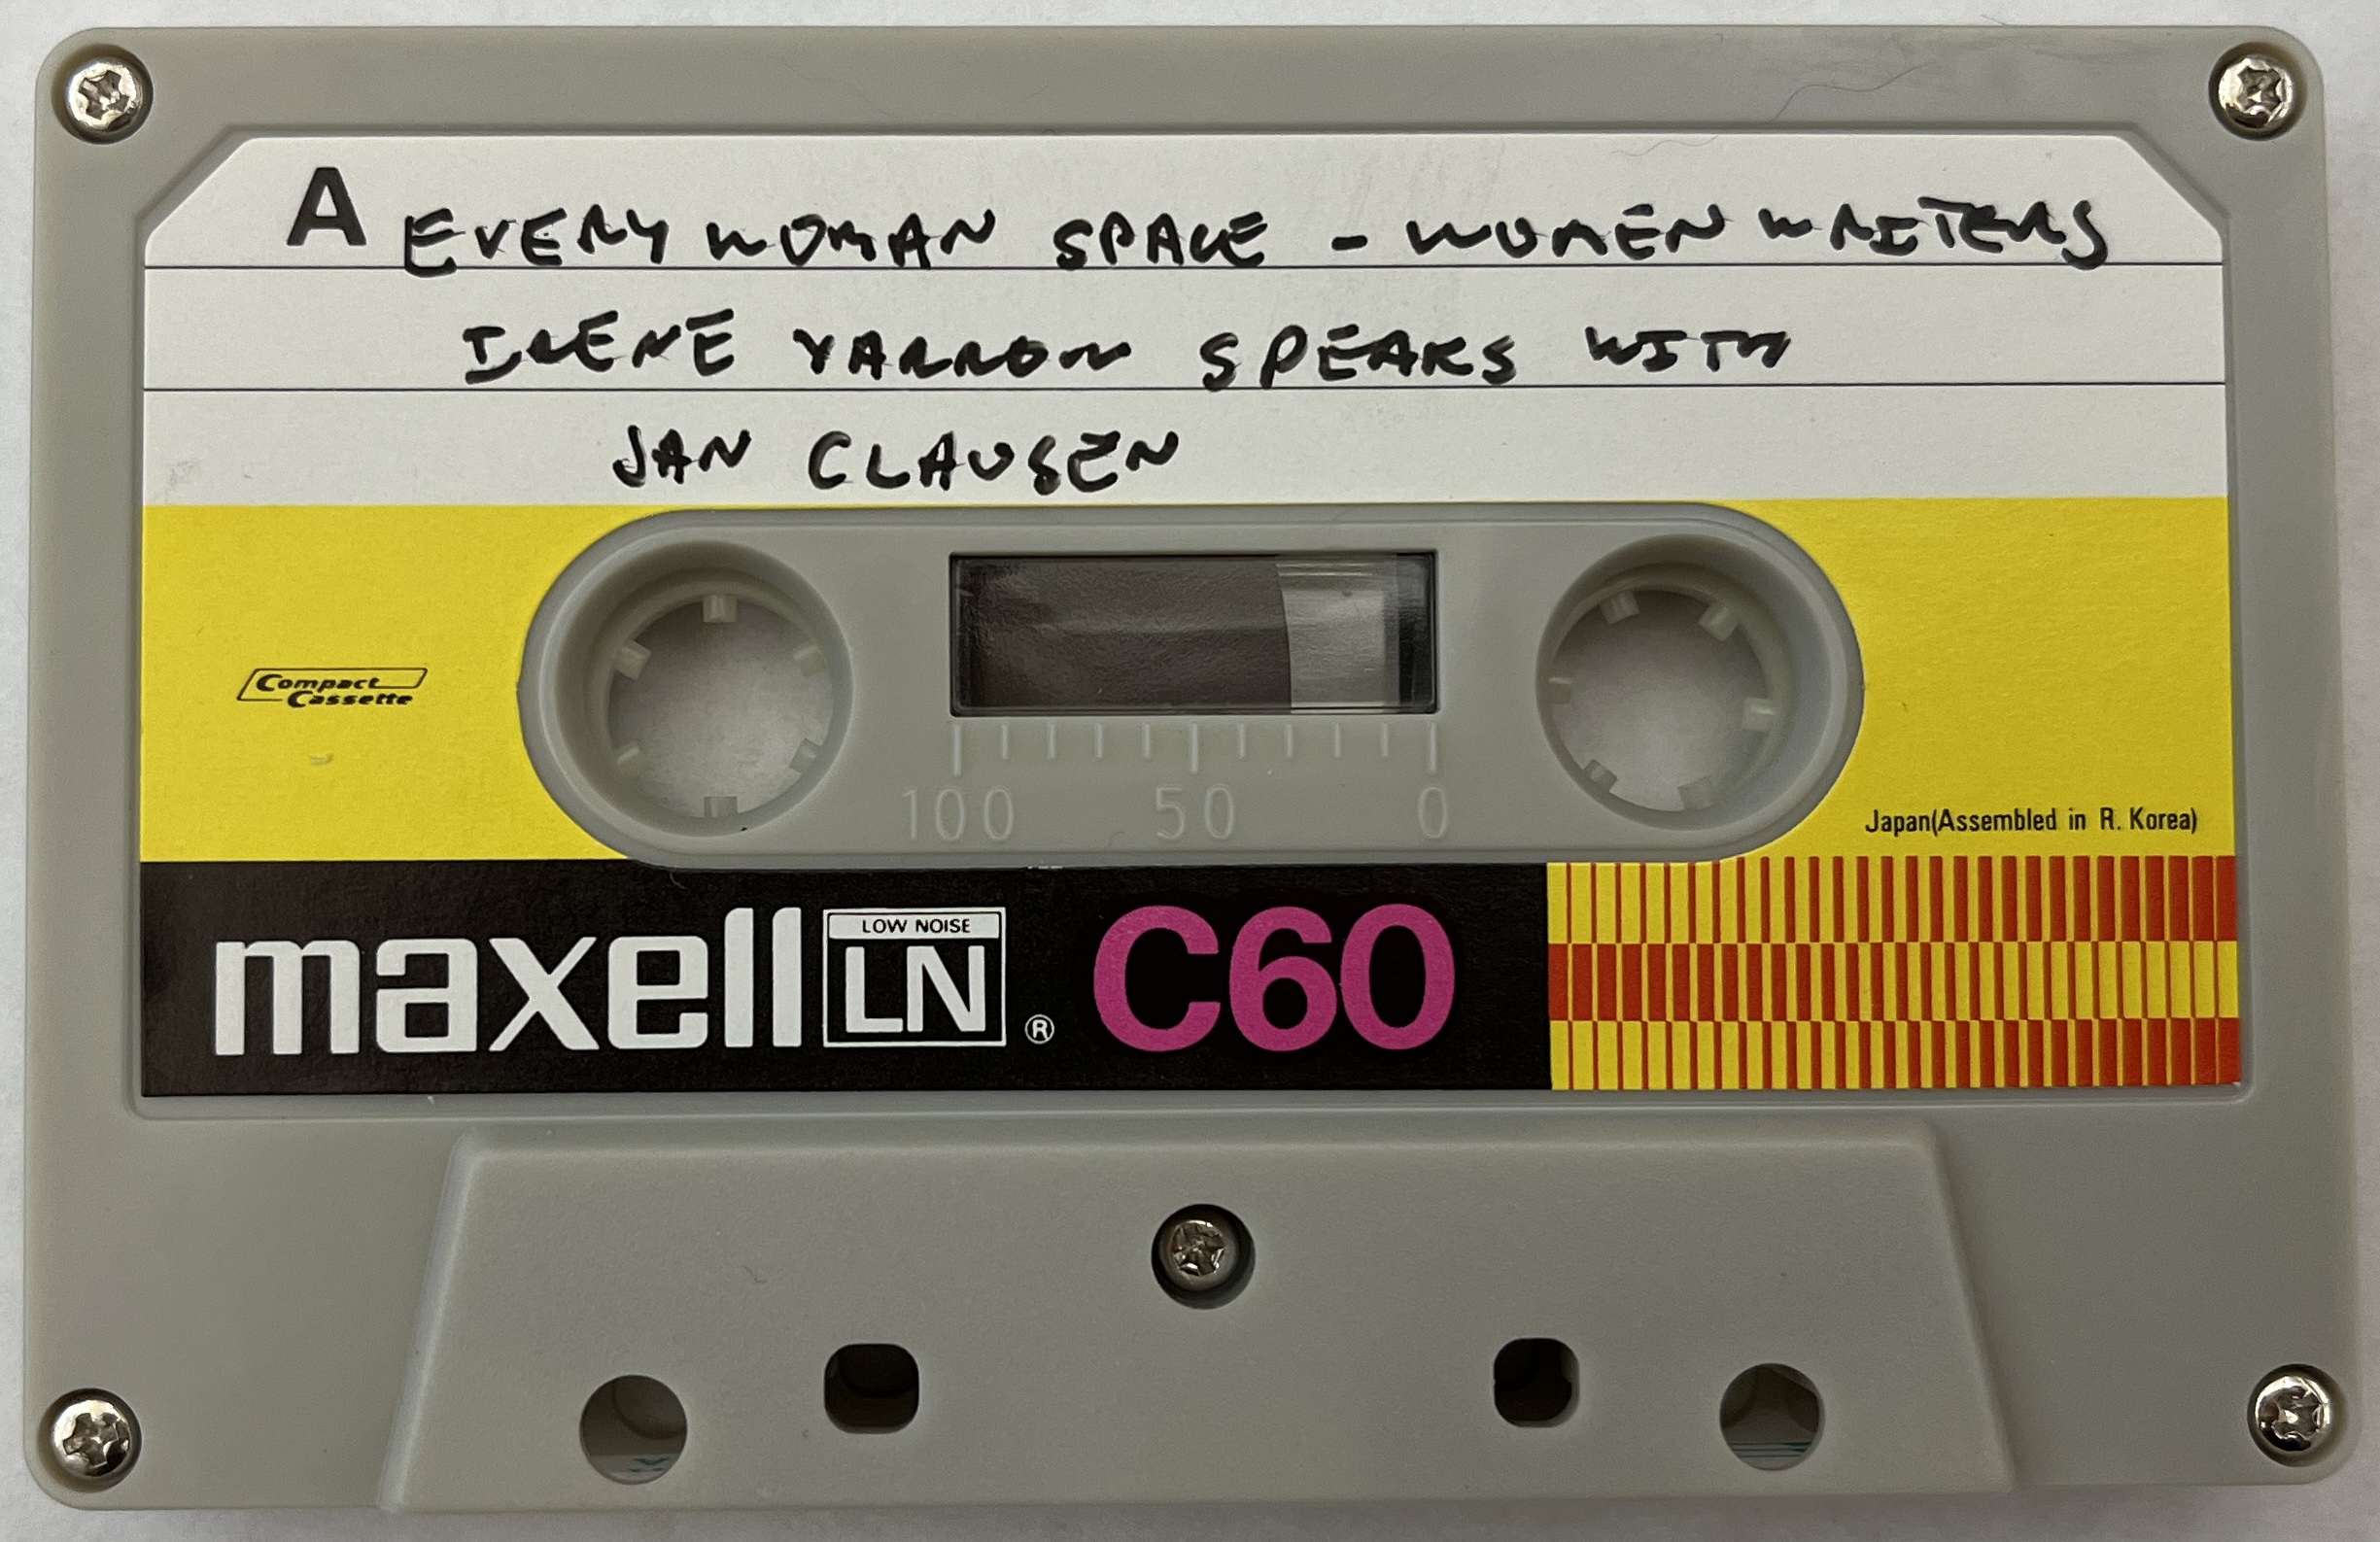 A EVERYWOMAN SPACE - WOMEN WRITERS
IRENE YARROW SPEAKS WITH
JAN CLAUSEN
Compact
Cassette
100 50 0
Japan(Assembled in R. Korea)
maxell LOW NOISE LN ® C60